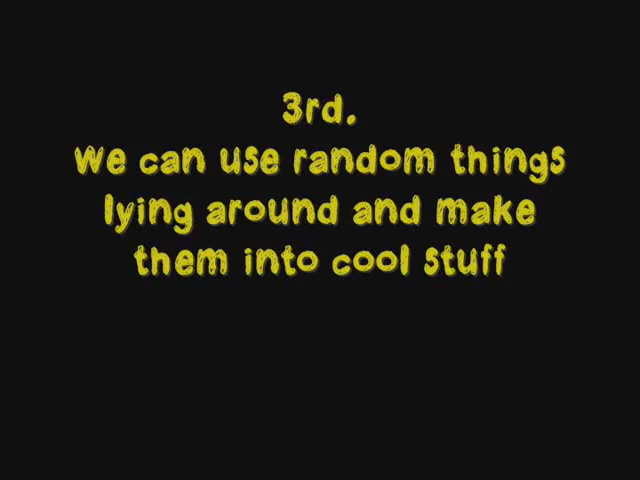 3rd.
We can use random things
lying around and make
them into cool stuff